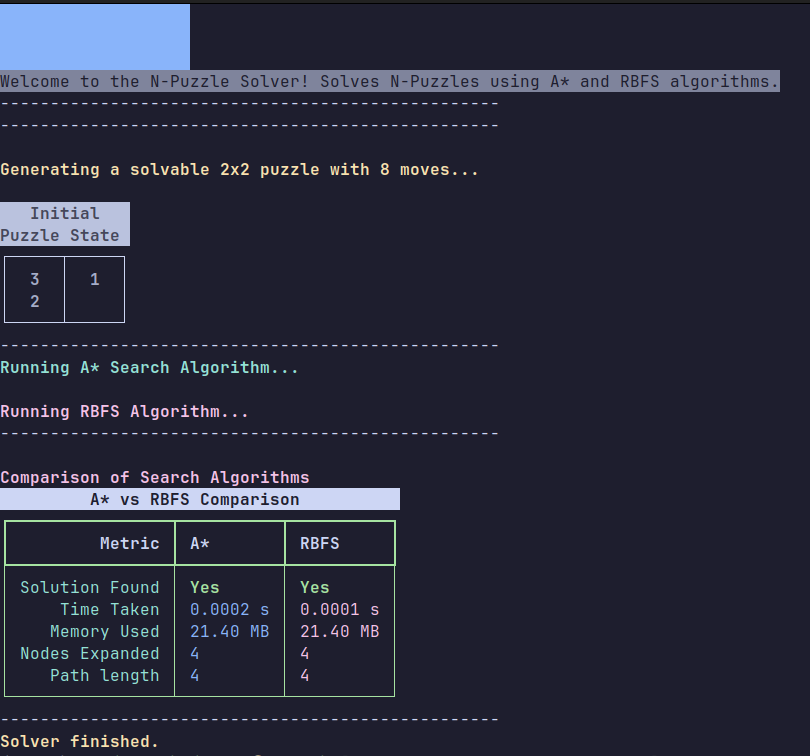 Welcome to the N-Puzzle Solver! Solves N-Puzzles using A* and RBFS algorithms.
--------------------------------------------------
--------------------------------------------------
Generating a solvable 2x2 puzzle with 8 moves...
Initial
Puzzle State
3 1
2
--------------------------------------------------
Running A* Search Algorithm...
Running RBFS Algorithm...
--------------------------------------------------
Comparison of Search Algorithms
A* vs RBFS Comparison
Metric A* RBFS
Solution Found Yes Yes
Time Taken 0.0002 s 0.0001 s
Memory Used 21.40 MB 21.40 MB
Nodes Expanded 4 4
Path length 4 4
--------------------------------------------------
Solver finished.